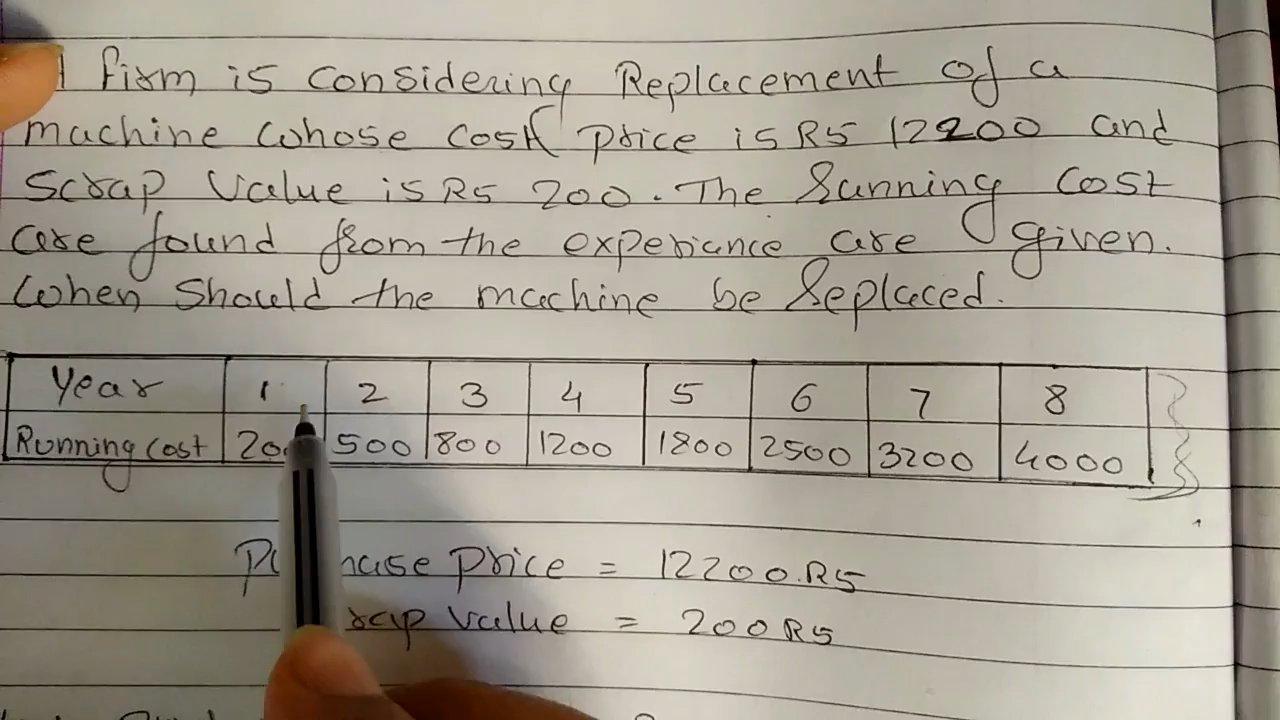 firm is considering Replacement of a
machine whose cost price is RS 12200 and
Scrap Value is RS 200. The Running cost
are found from the experiance are given.
When should the machine be Replaced.
Year 1 2 3 4 5 6 7 8
Running cost 500 800 1200 1800 2500 3200 4000
price = 12200.RS
value = 200 RS